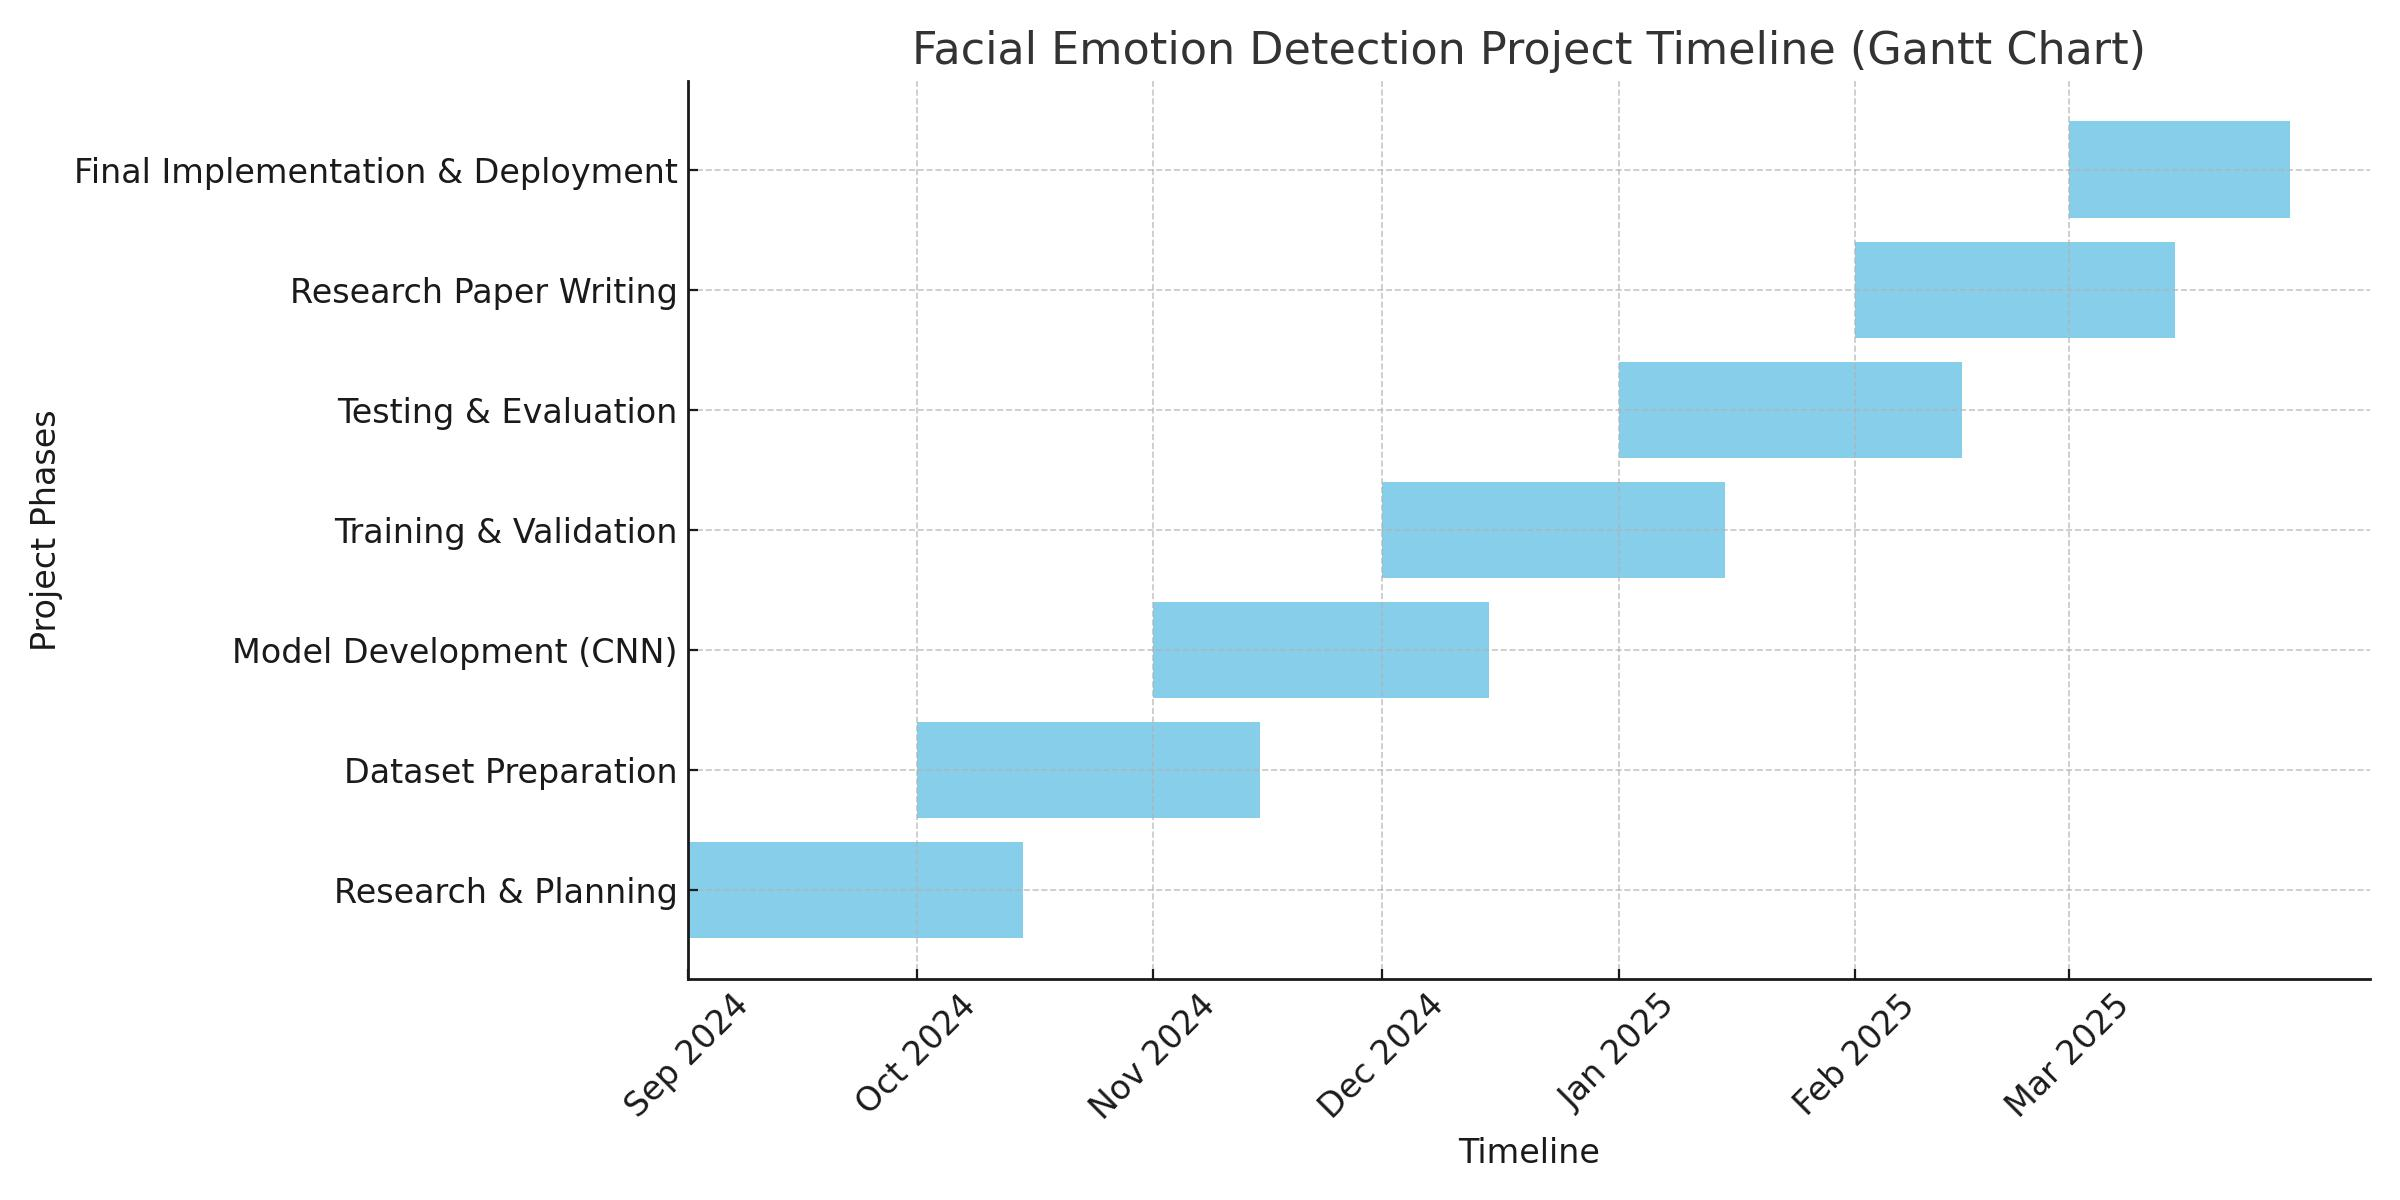 Facial Emotion Detection Project Timeline (Gantt Chart)
Project Phases
Final Implementation & Deployment
Research Paper Writing
Testing & Evaluation
Training & Validation
Model Development (CNN)
Dataset Preparation
Research & Planning
Sep 2024
Oct 2024
Nov 2024
Dec 2024
Jan 2025
Feb 2025
Mar 2025
Timeline